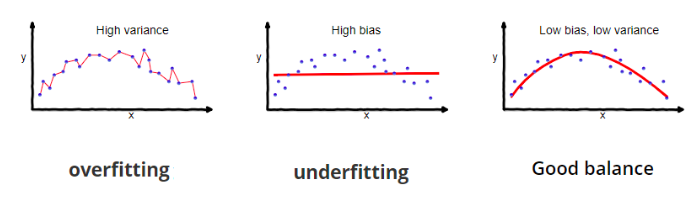 High variance
y
x
overfitting
High bias
y
x
underfitting
Low bias, low variance
y
x
Good balance